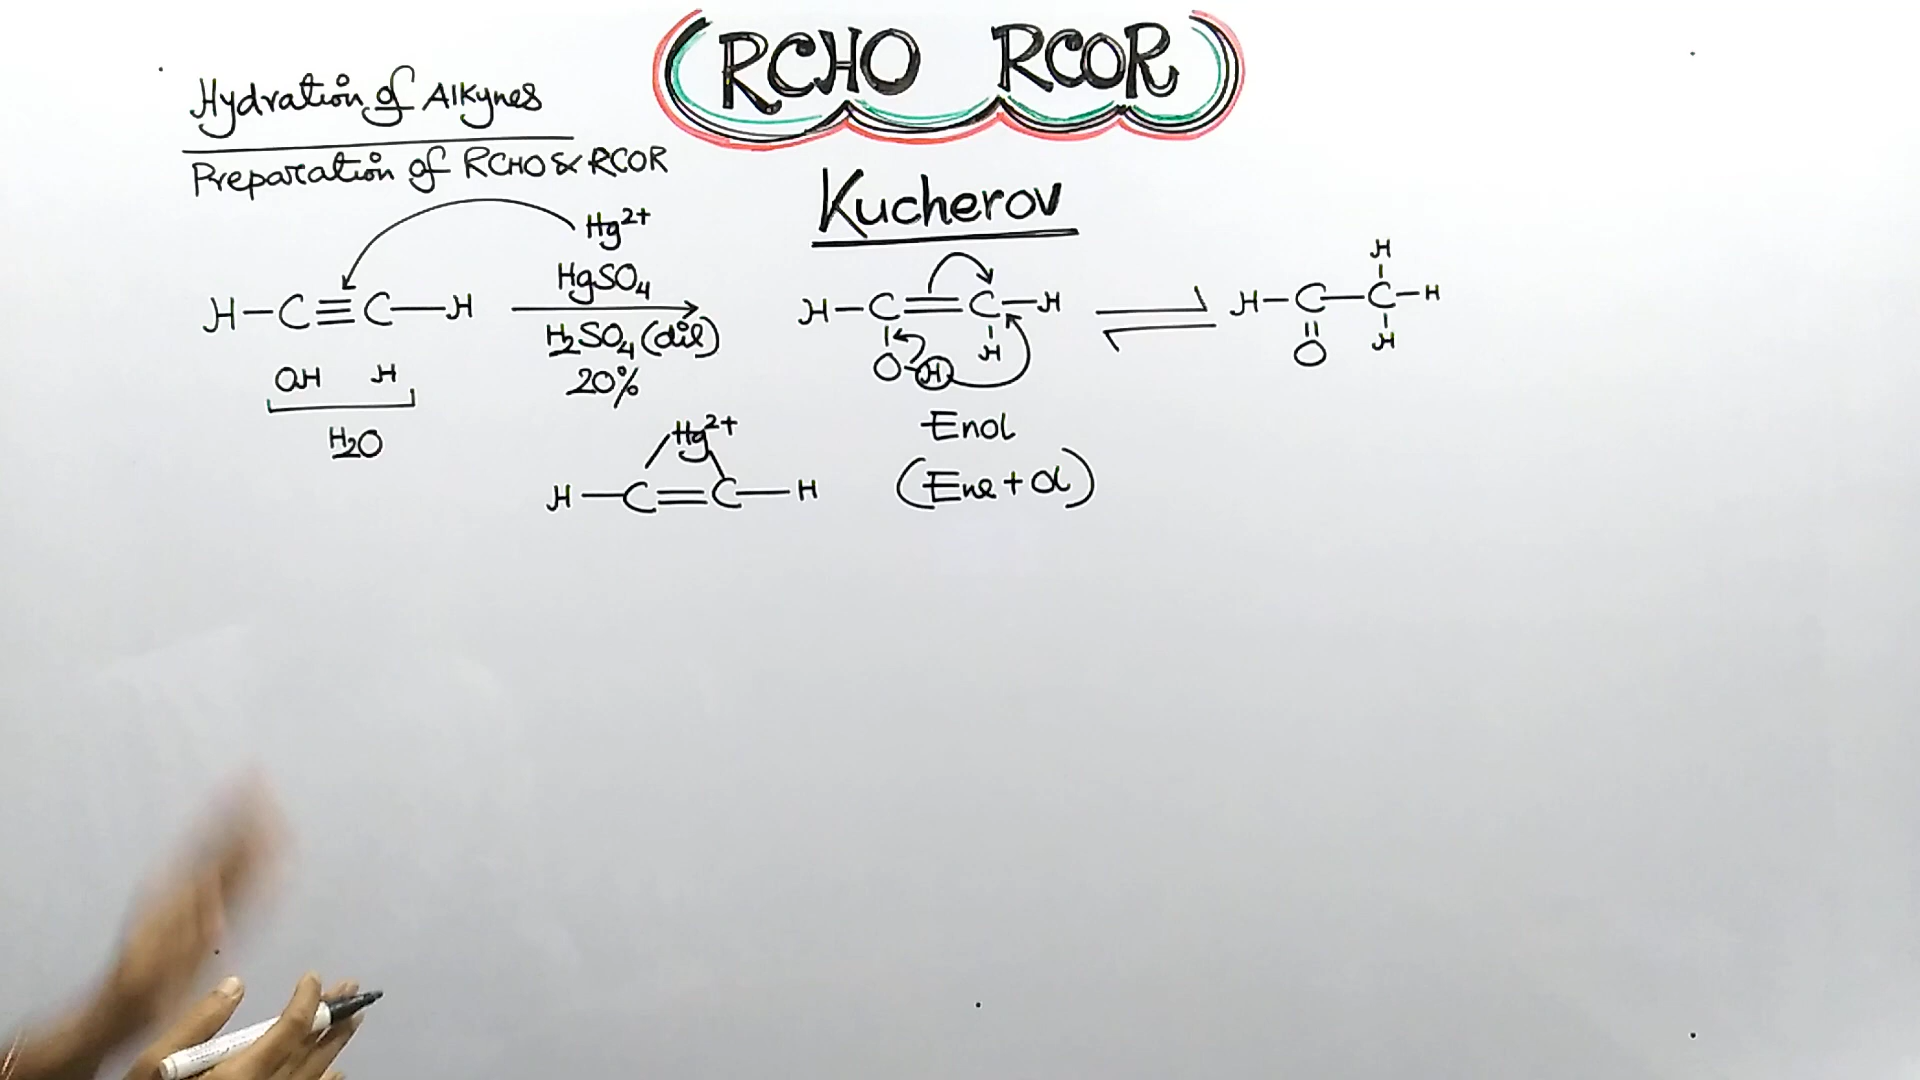 RCHO RCOR
Hydration of Alkynes
Preparation of RCHO & RCOR
Kucherov
Hg²⁺
HgSO₄
H₂SO₄ (dil)
20%
H–C≡C–H
OH H
H₂O
Hg²⁺
H–C=C–H
H–C=C–H
O–H H
Enol
(Ene + ol)
⇌
H
H–C–C–H
O H